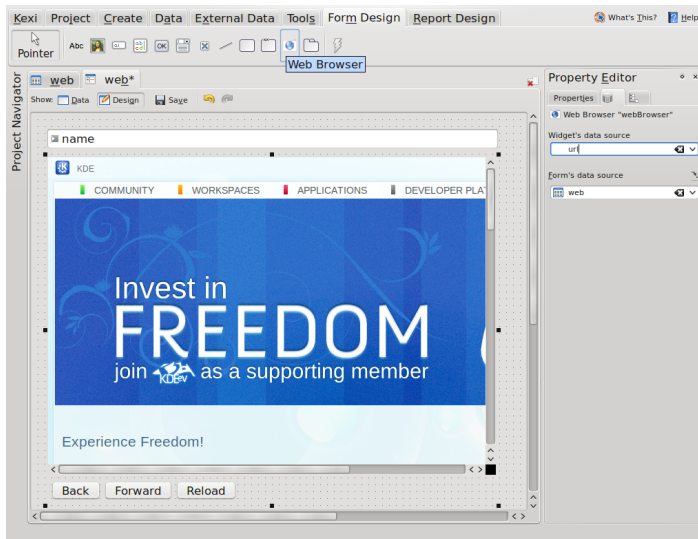 Kexi Project Create Data External Data Tools Form Design Report Design What's This? Help
Pointer Abc OK
Web Browser
Project Navigator
web web*
Show: Data Design Save
name
KDE
COMMUNITY WORKSPACES APPLICATIONS DEVELOPER PLA
Invest in
FREEDOM
join KDE e.V. as a supporting member
Experience Freedom!
Back Forward Reload
Property Editor
Properties
Web Browser "webBrowser"
Widget's data source
url
Form's data source
web